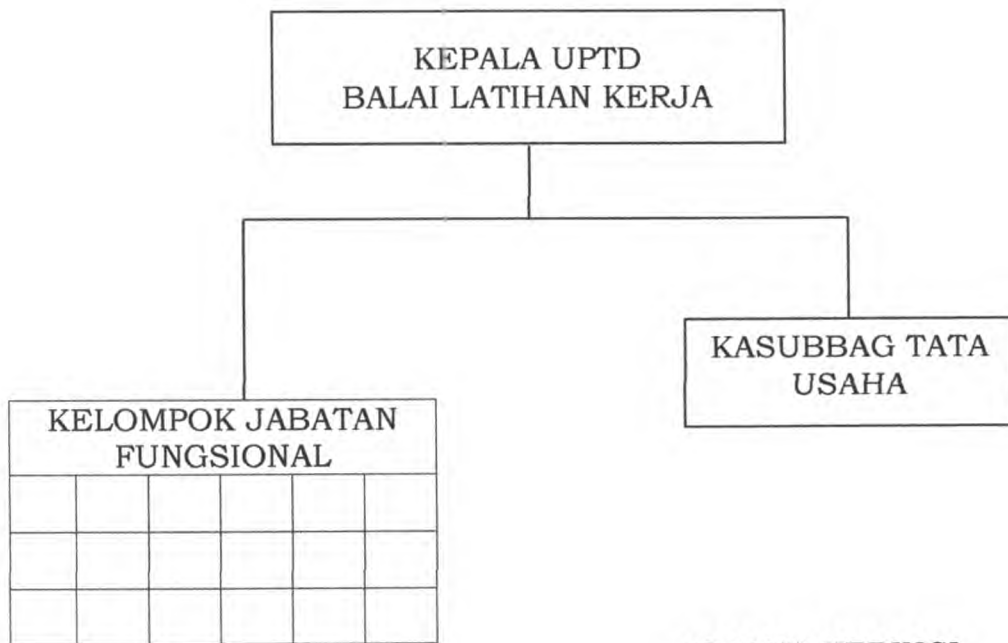 KEPALA UPTD
BALAI LATIHAN KERJA
KASUBBAG TATA
USAHA
KELOMPOK JABATAN
FUNGSIONAL